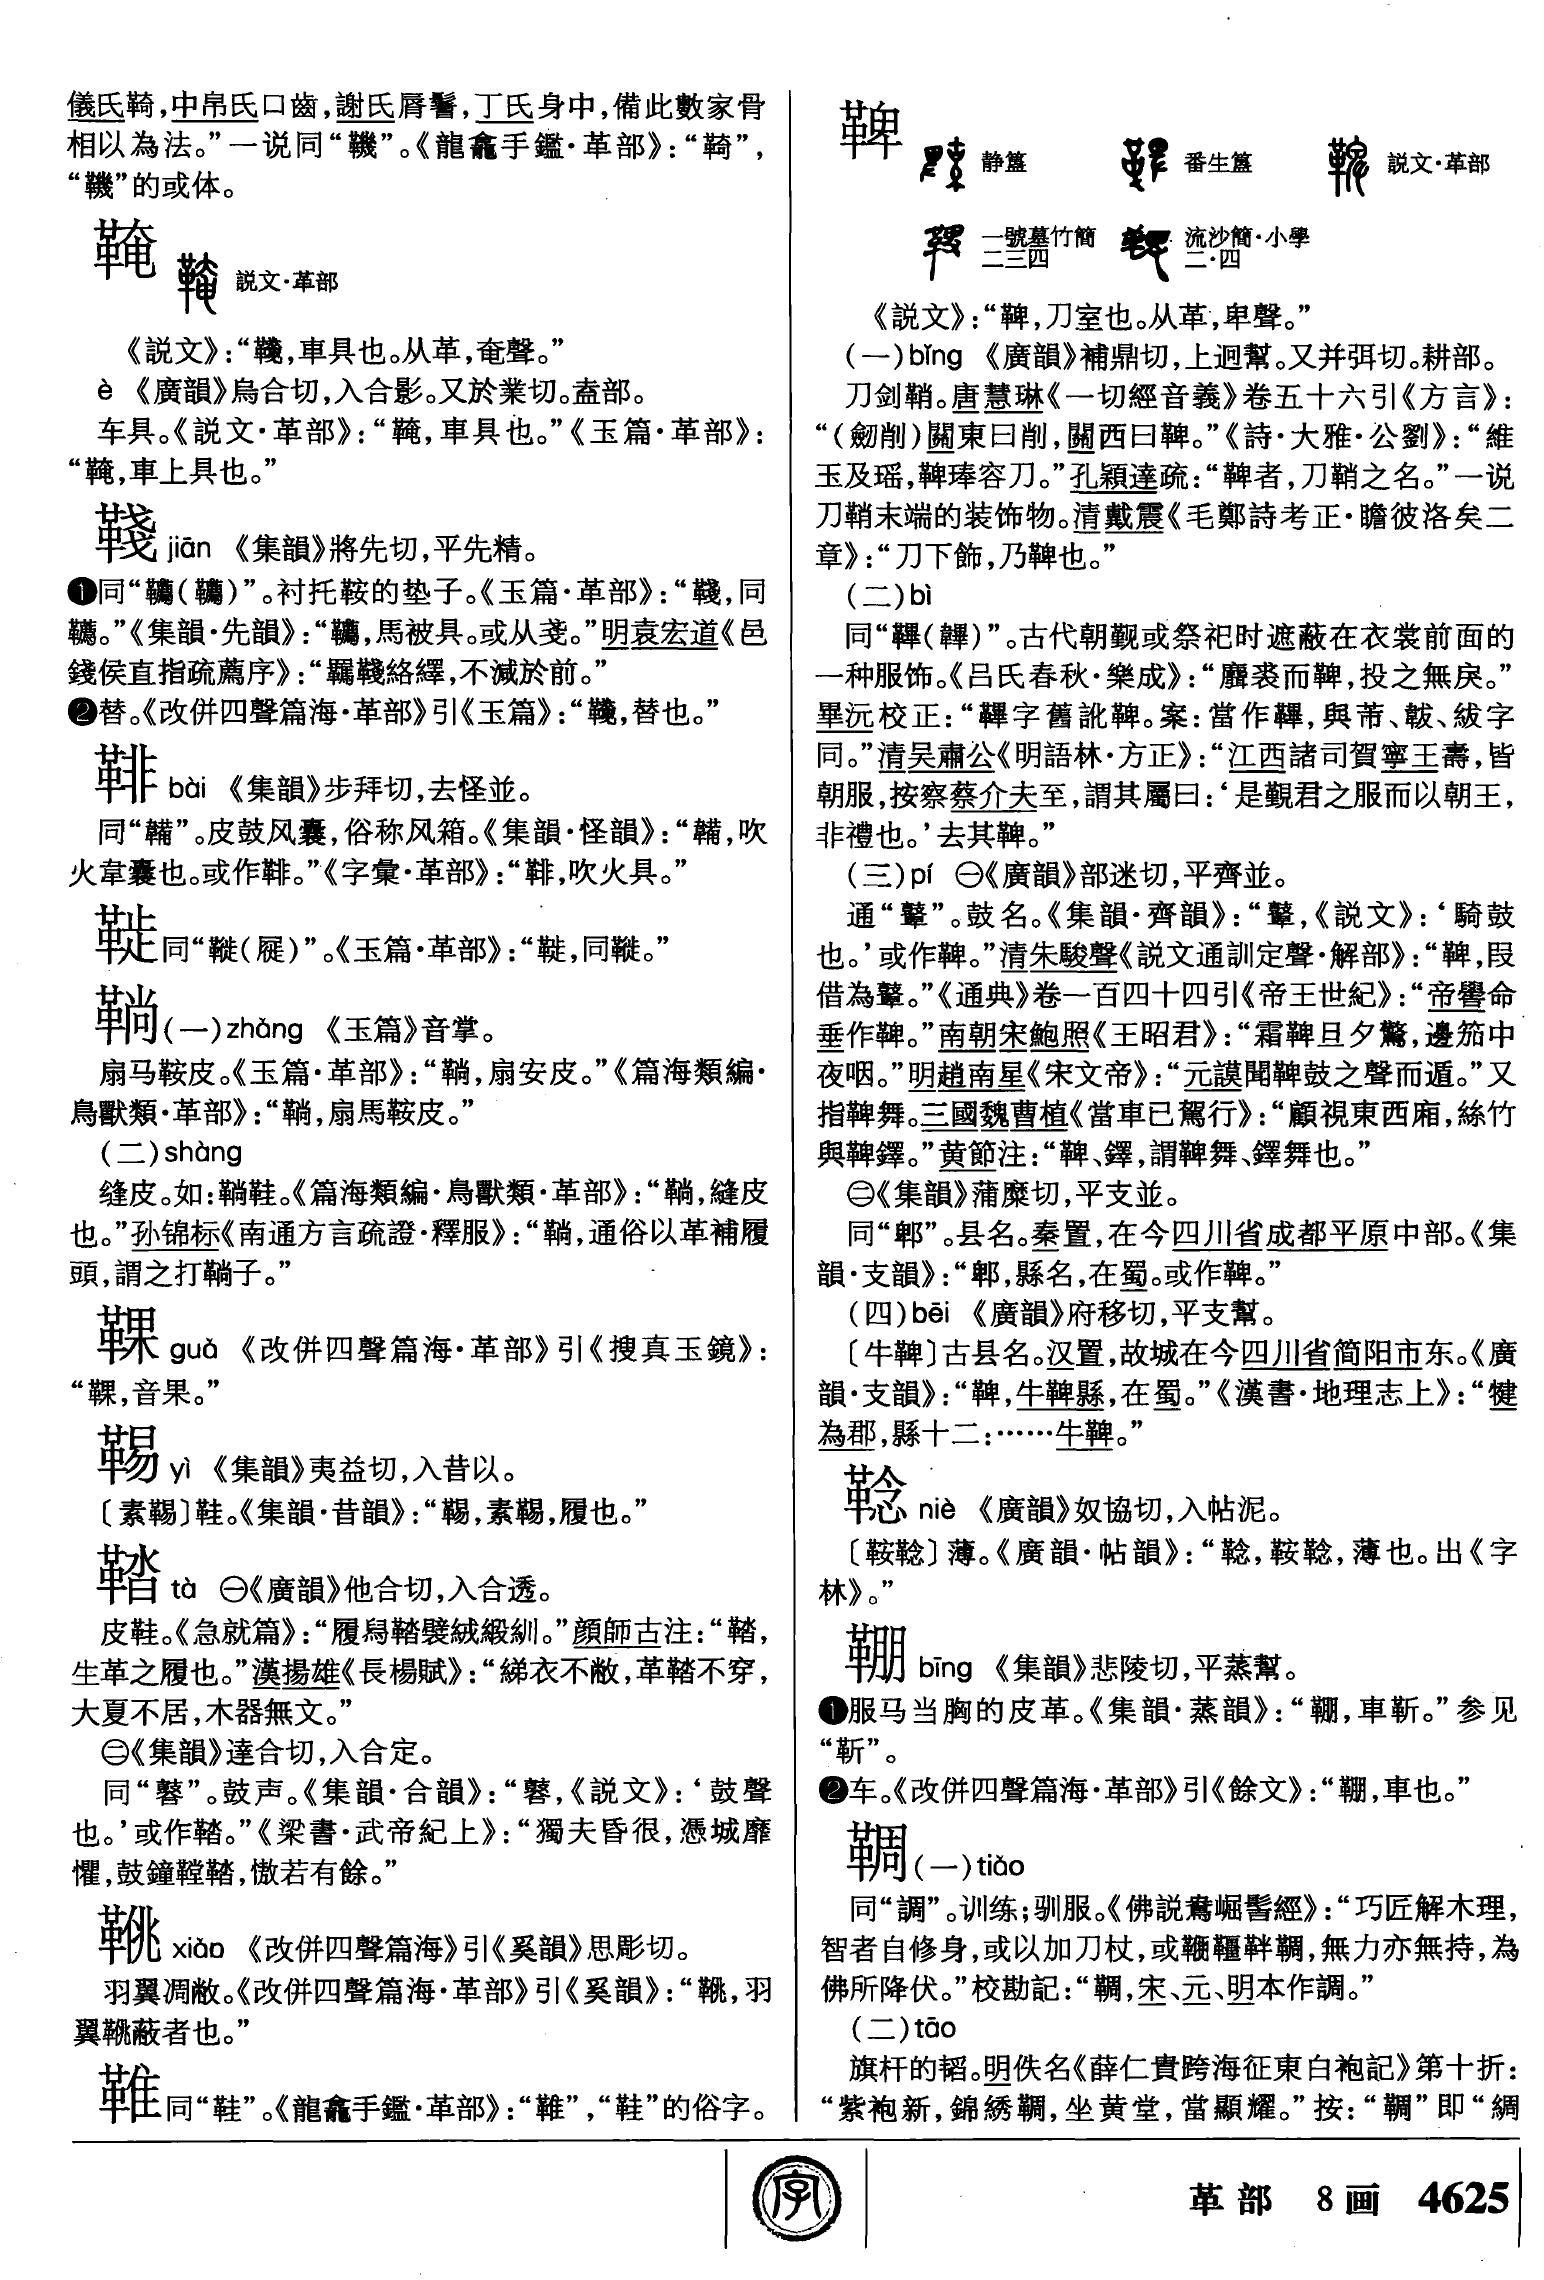 儀氏鞯,中帛氏口齒,謝氏脣鬐,丁氏身中,備此數家骨
相以為法。”一说同“鞿”。《龍龕手鑑·革部》:“䩭”,
“鞿”的或体。
䩳
説文·革部
《説文》:“䩳,車具也。从革,奄聲。”
è 《廣韻》烏合切,入合影。又於業切。盍部。
车具。《説文·革部》:“䩳,車具也。”《玉篇·革部》:
“䩳,車上具也。”
䩶 jiān 《集韻》將先切,平先精。
❶同“韉(韉)”。衬托鞍的垫子。《玉篇·革部》:“䩶,同
韉。”《集韻·先韻》:“韉,馬被具。或从戔。”明袁宏道《邑
錢侯直指疏薦序》:“羈䩶絡繹,不減於前。”
❷替。《改併四聲篇海·革部》引《玉篇》:“䩶,替也。”
鞴 bài 《集韻》步拜切,去怪並。
同“韛”。皮鼓风囊,俗称风箱。《集韻·怪韻》:“韛,吹
火韋囊也。或作䩽。”《字彙·革部》:“䩽,吹火具。”
同“鞡(屣)”。《玉篇·革部》:
鞝(一)zhǎng 《玉篇》音掌。
扇马鞍皮。《玉篇·革部》:“鞝,扇安皮。”《篇海類編·
鳥獸類·革部》:“鞝,扇馬鞍皮。”
(二)shàng
缝皮。如:鞝鞋。《篇海類編·鳥獸類·革部》:“鞝,縫皮
也。”孙锦标《南通方言疏證·釋服》:“鞝,通俗以革補履
頭,謂之打鞝子。”
䩺 guǒ 《改併四聲篇海·革部》引《搜真玉鏡》:
“䩺,音果。”
䩲 yì 《集韻》夷益切,入昔以。
〔素䩲〕鞋。《集韻·昔韻》:“䩲,素䩲,履也。”
鞜 tà ㊀《廣韻》他合切,入合透。
皮鞋。《急就篇》:“履舄鞜裦絨緞紃。”顏師古注:“鞜,
生革之履也。”漢揚雄《長楊賦》:“綈衣不敝,革鞜不穿,
大夏不居,木器無文。”
㊁《集韻》達合切,入合定。
同“鼛”。鼓声。《集韻·合韻》:“鼛,《説文》:‘鼓聲
也。’或作鞜。”《梁書·武帝紀上》:“獨夫昏很,憑城靡
懼,鼓鐘鞺鞜,慠若有餘。”
xiāo 《改併四聲篇海》引《奚韻》思彫切。
羽翼凋敝。《改併四聲篇海·革部》引《奚韻》:“,羽
翼蔽者也。”
同“鞋”。《龍龕手鑑·革部》:“”,“鞋”的俗字。
鞞
静簋
番生簋
説文·革部
一號墓竹簡
二三四
流沙簡·小學
二·四
《説文》:“鞞,刀室也。从革,卑聲。”
(一)bǐng 《廣韻》補鼎切,上迥幫。又并弭切。耕部。
刀剑鞘。唐慧琳《一切經音義》卷五十六引《方言》:
“(劒削)關東曰削,關西曰鞞。”《詩·大雅·公劉》:“維
玉及瑶,鞞琫容刀。”孔穎達疏:“鞞者,刀鞘之名。”一说
刀鞘末端的装饰物。清戴震《毛鄭詩考正·瞻彼洛矣二
章》:“刀下飾,乃鞞也。”
(二)bì
同“鞸(韠)”。古代朝觐或祭祀时遮蔽在衣裳前面的
一种服饰。《吕氏春秋·樂成》:“麛裘而鞞,投之無戾。”
畢沅校正:“鞸字舊訛鞞。案:當作鞸,與芾、韍、紱字
同。”清吴肅公《明語林·方正》:“江西諸司賀寧王壽,皆
朝服,按察蔡介夫至,謂其屬曰:‘是覲君之服而以朝王,
非禮也。’去其鞞。”
(三)pí ㊀《廣韻》部迷切,平齊並。
通“鼙”。鼓名。《集韻·齊韻》:“鼙,《説文》:‘騎鼓
也。’或作鞞。”清朱駿聲《説文通訓定聲·解部》:“鞞,叚
借為鼙。”《通典》卷一百四十四引《帝王世紀》:“帝嚳命
垂作鞞。”南朝宋鮑照《王昭君》:“霜鞞旦夕驚,邊笳中
夜咽。”明趙南星《宋文帝》:“元謨聞鞞鼓之聲而遁。”又
指鞞舞。三國魏曹植《當車已駕行》:“顧視東西廂,絲竹
與鞞鐸。”黄節注:“鞞、鐸,謂鞞舞、鐸舞也。”
㊁《集韻》蒲糜切,平支並。
同“郫”。县名。秦置,在今四川省成都平原中部。《集
韻·支韻》:“郫,縣名,在蜀。或作鞞。”
(四)bēi 《廣韻》府移切,平支幫。
〔牛鞞〕古县名。汉置,故城在今四川省简阳市东。《廣
韻·支韻》:“鞞,牛鞞縣,在蜀。”《漢書·地理志上》:“犍
為郡,縣十二:……牛鞞。”
鞥 niè 《廣韻》奴協切,入帖泥。
〔鞍〕薄。《廣韻·帖韻》:“,鞍,薄也。出《字
林》。”
bīng 《集韻》悲陵切,平蒸幫。
❶服马当胸的皮革。《集韻·蒸韻》:“,車靳。”参见
“靳”。
❷车。《改併四聲篇海·革部》引《餘文》:“,車也。”
鞗 (一)tiǎo
同“調”。训练;驯服。《佛説鴦崛髻經》:“巧匠解木理,
智者自修身,或以加刀杖,或鞭韁靽䩦,無力亦無持,為
佛所降伏。”校勘記:“䩦,宋、元、明本作調。”
(二)tāo
旗杆的韬。明佚名《薛仁貴跨海征東白袍記》第十折:
“紫袍新,錦綉䩦,坐黄堂,當顯耀。”按:“䩦”即“綢
字
革部 8画 4625